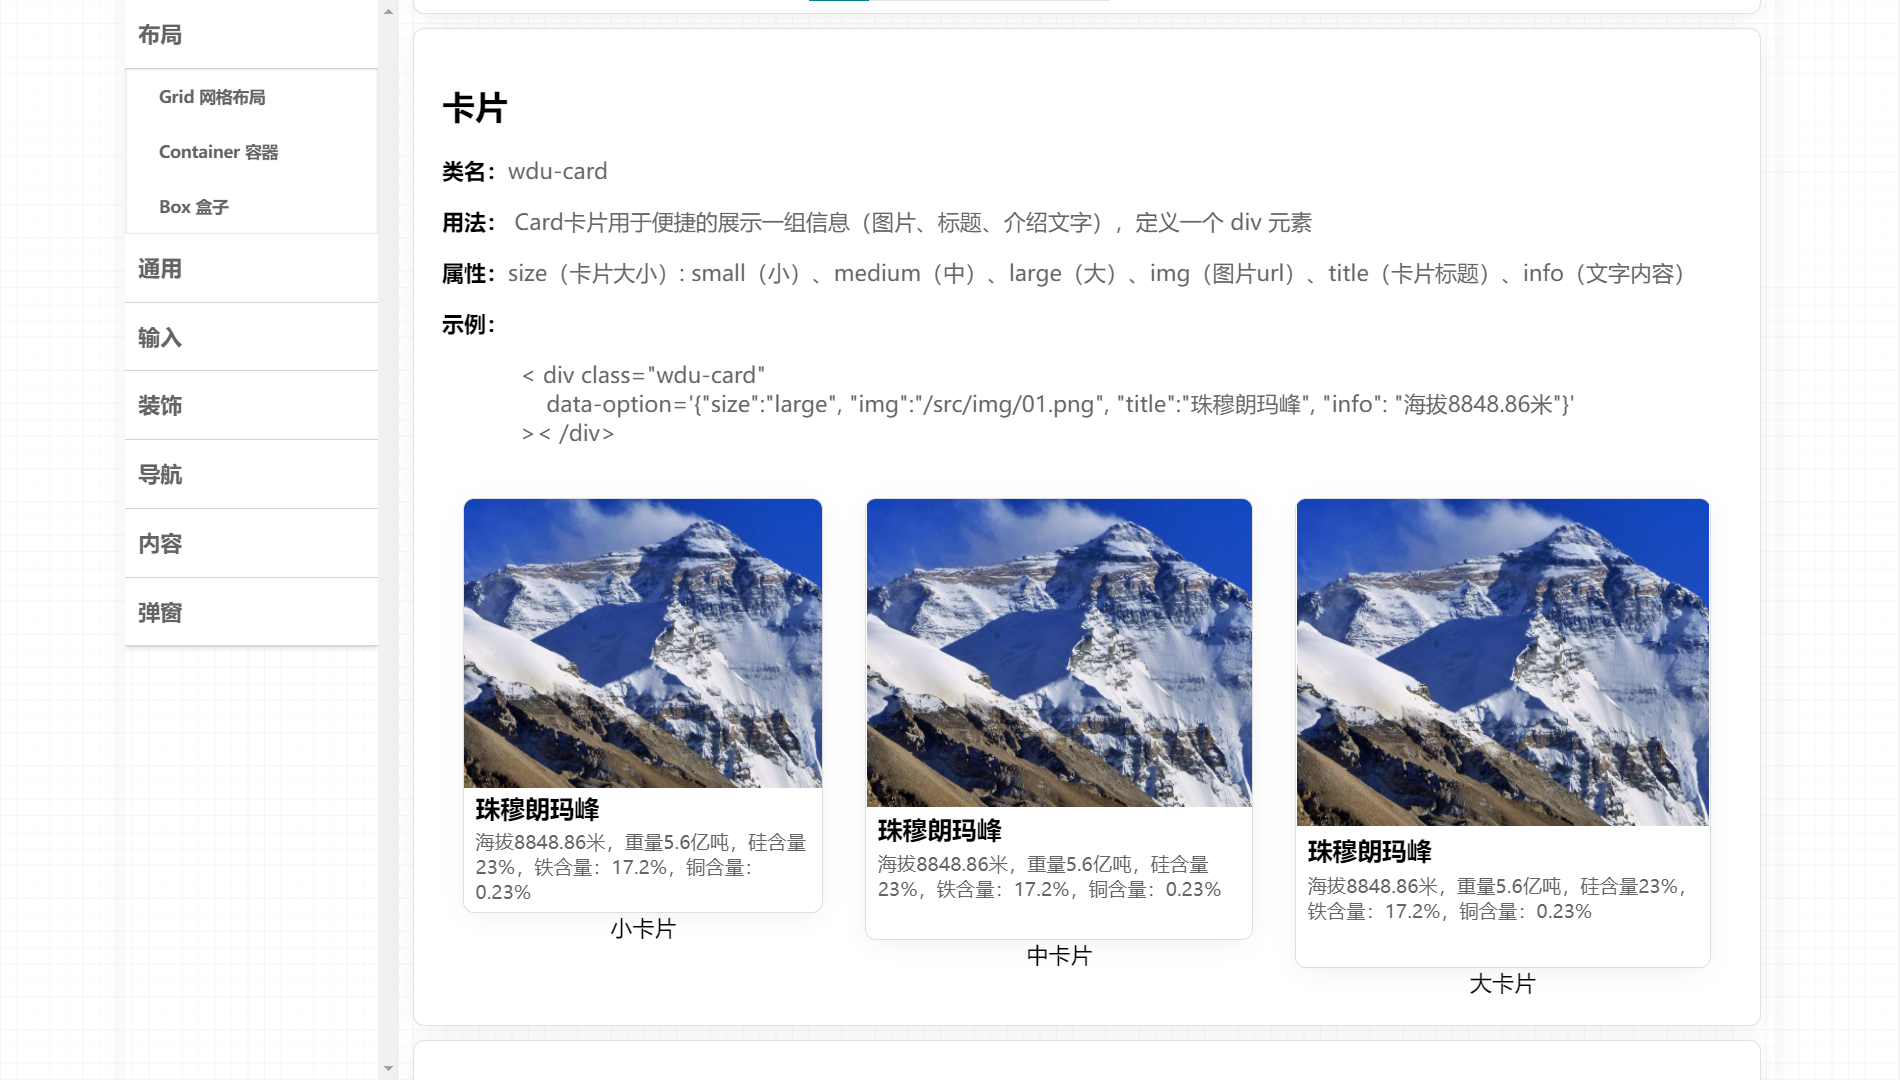 布局
Grid 网格布局
Container 容器
Box 盒子
通用
输入
装饰
导航
内容
弹窗
卡片
类名：wdu-card
用法： Card卡片用于便捷的展示一组信息（图片、标题、介绍文字），定义一个 div 元素
属性：size（卡片大小）: small（小）、medium（中）、large（大）、img（图片url）、title（卡片标题）、info（文字内容）
示例：
< div class="wdu-card"
data-option='{"size":"large", "img":"/src/img/01.png", "title":"珠穆朗玛峰", "info": "海拔8848.86米"}'
>< /div>
珠穆朗玛峰
海拔8848.86米，重量5.6亿吨，硅含量
23%，铁含量：17.2%，铜含量：
0.23%
小卡片
珠穆朗玛峰
海拔8848.86米，重量5.6亿吨，硅含量
23%，铁含量：17.2%，铜含量：0.23%
中卡片
珠穆朗玛峰
海拔8848.86米，重量5.6亿吨，硅含量23%，
铁含量：17.2%，铜含量：0.23%
大卡片